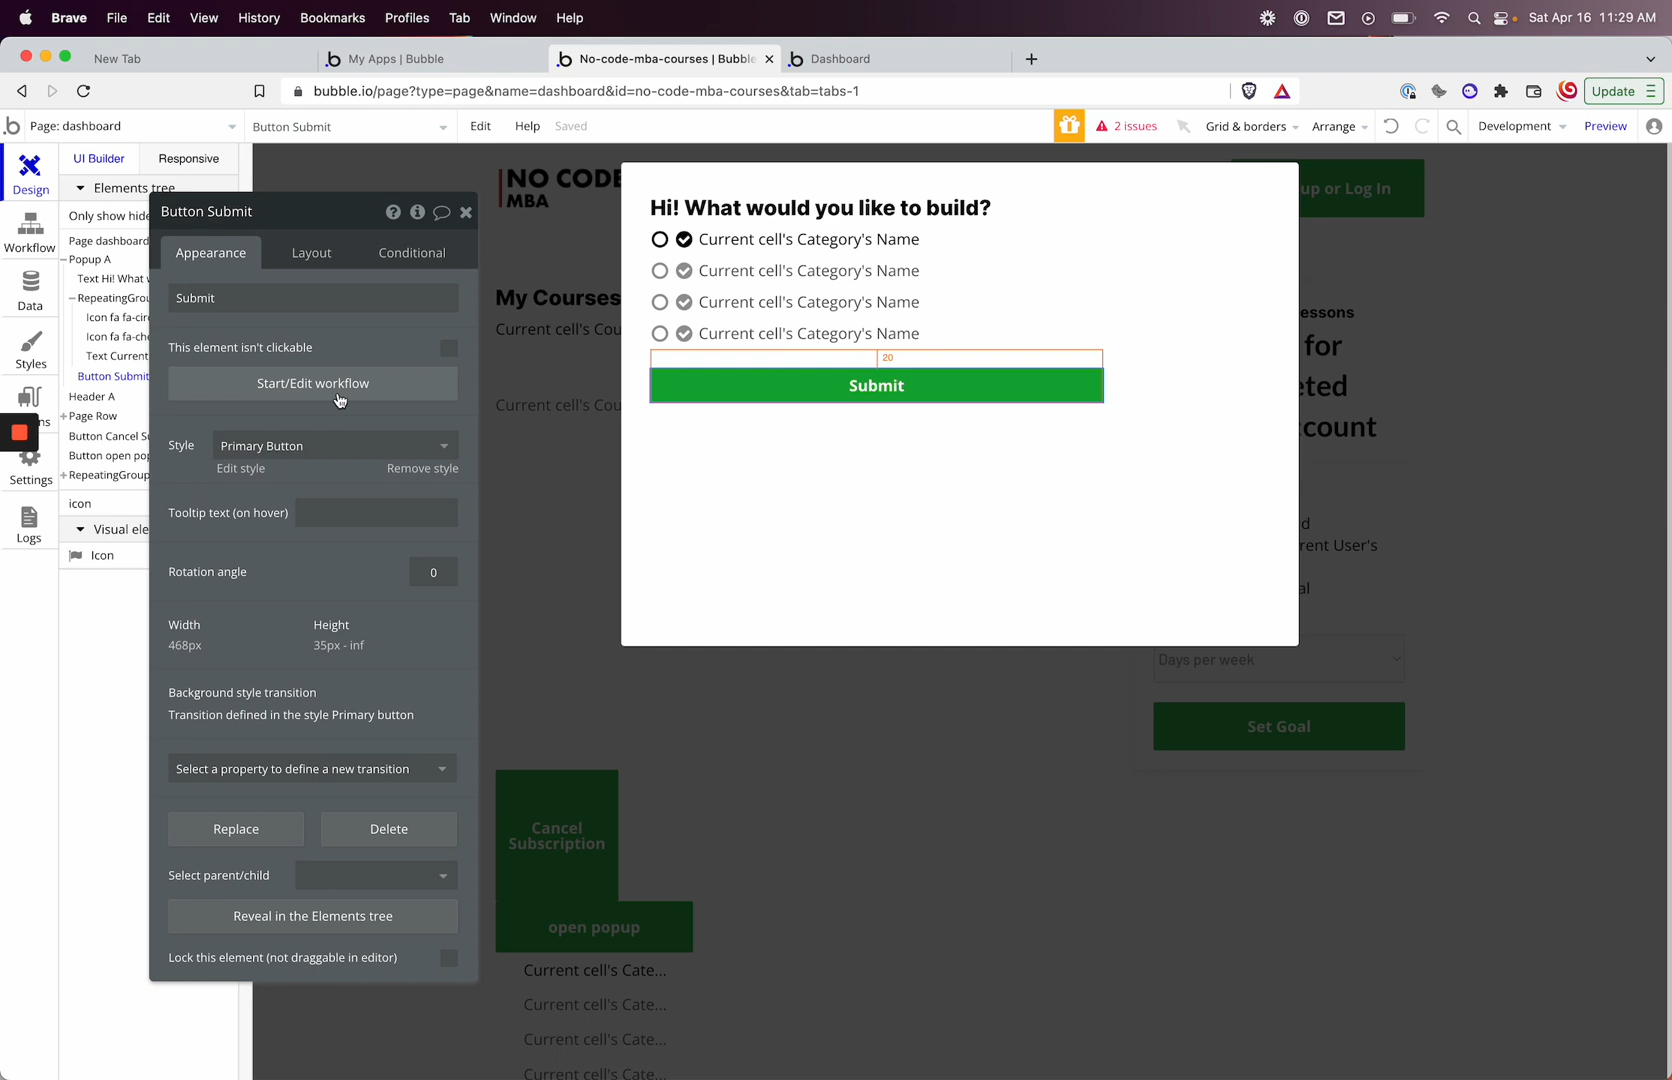 Brave File Edit View History Bookmarks Profiles Tab Window Help Sat Apr 16 11:29 AM
New Tab My Apps | Bubble No-code-mba-courses | Bubble Dashboard
bubble.io/page?type=page&name=dashboard&id=no-code-mba-courses&tab=tabs-1 Update
Page: dashboard Button Submit Edit Help Saved 2 issues Grid & borders Arrange Development Preview
UI Builder Responsive
Design
Elements tree
Only show hide
Page dashboard
Popup A
Text Hi! What w
RepeatingGrou
Icon fa fa-circ
Icon fa fa-che
Text Current
Button Submit
Header A
Page Row
Button Cancel Su
Button open pop
RepeatingGroup
icon
Visual ele
Icon
Workflow
Data
Styles
ns
Settings
Logs
Button Submit
Appearance Layout Conditional
Submit
This element isn't clickable
Start/Edit workflow
Style Primary Button
Edit style Remove style
Tooltip text (on hover)
Rotation angle 0
Width Height
468px 35px - inf
Background style transition
Transition defined in the style Primary button
Select a property to define a new transition
Replace Delete
Select parent/child
Reveal in the Elements tree
Lock this element (not draggable in editor)
NO CODE
MBA
up or Log In
Hi! What would you like to build?
Current cell's Category's Name
Current cell's Category's Name
Current cell's Category's Name
Current cell's Category's Name
20
Submit
My Courses
Current cell's Cou
Current cell's Cou
essons
for
eted
ccount
d
rent User's
al
Days per week
Set Goal
Cancel
Subscription
open popup
Current cell's Cate...
Current cell's Cate...
Current cell's Cate...
Current cell's Cate...